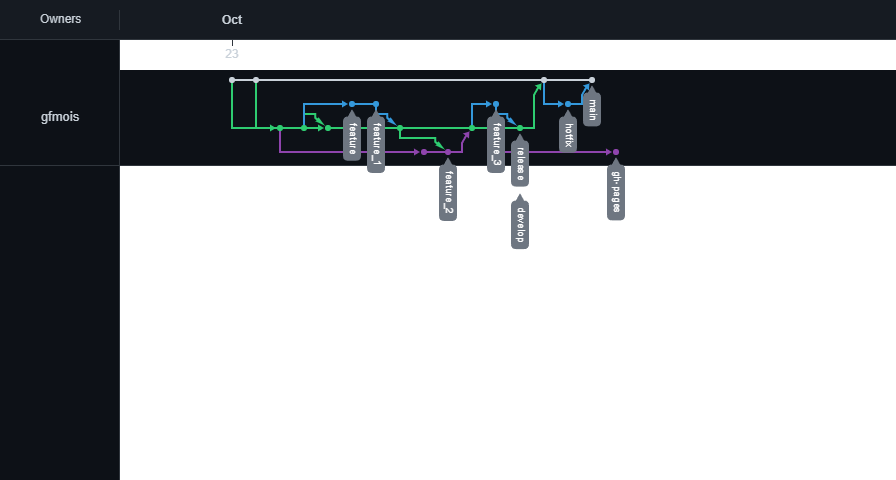 Owners
Oct
23
gfmois
main
feature
feature_1
feature_3
hotfix
release
feature_2
gh-pages
develop